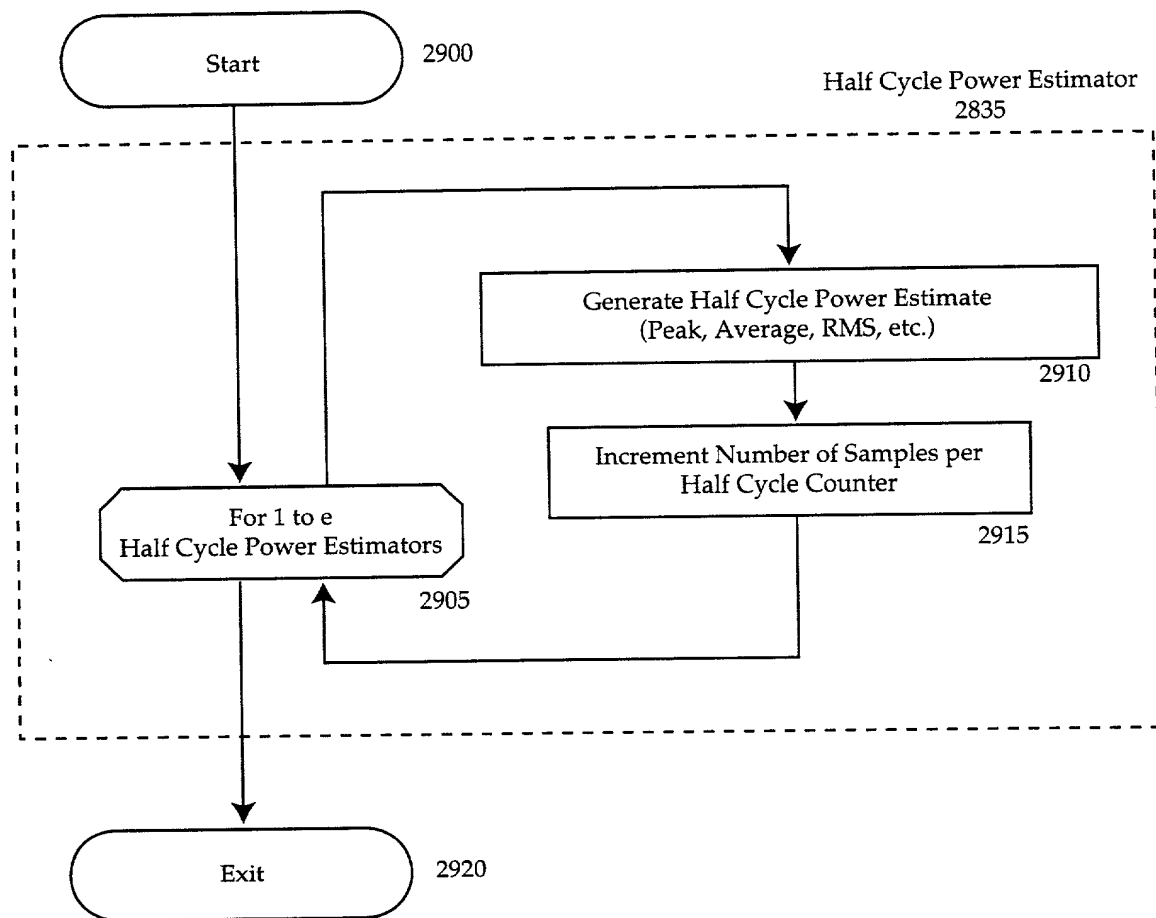 Start
2900
Half Cycle Power Estimator
2835
Generate Half Cycle Power Estimate
(Peak, Average, RMS, etc.)
2910
Increment Number of Samples per
Half Cycle Counter
2915
For 1 to e
Half Cycle Power Estimators
2905
Exit
2920